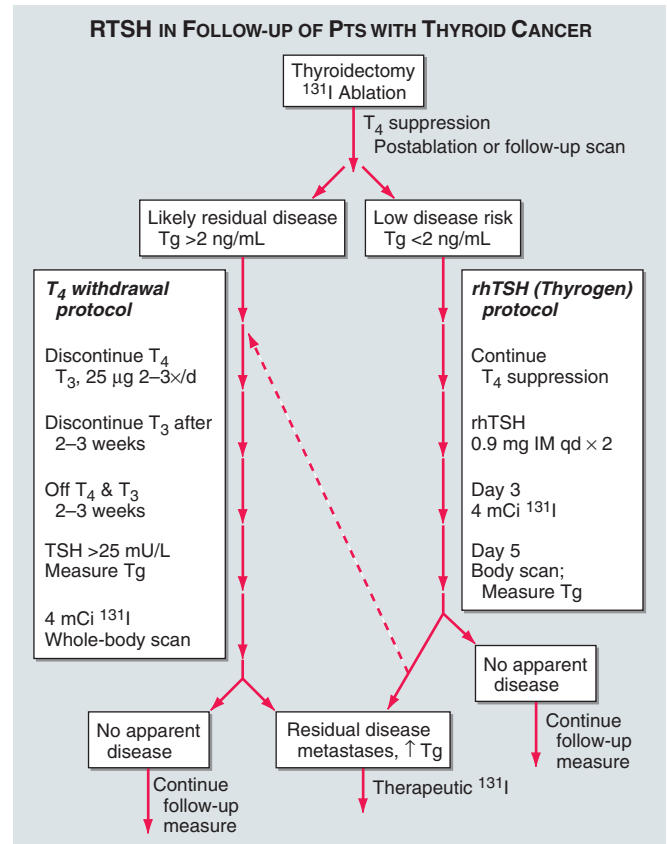 RTSH IN FOLLOW-UP OF PTS WITH THYROID CANCER
Thyroidectomy
¹³¹I Ablation
T₄ suppression
Postablation or follow-up scan
Likely residual disease
Tg >2 ng/mL
Low disease risk
Tg <2 ng/mL
T₄ withdrawal
protocol
Discontinue T₄
T₃, 25 μg 2–3×/d
Discontinue T₃ after
2–3 weeks
Off T₄ & T₃
2–3 weeks
TSH >25 mU/L
Measure Tg
4 mCi ¹³¹I
Whole-body scan
rhTSH (Thyrogen)
protocol
Continue
T₄ suppression
rhTSH
0.9 mg IM qd × 2
Day 3
4 mCi ¹³¹I
Day 5
Body scan;
Measure Tg
No apparent
disease
Continue
follow-up
measure
Residual disease
metastases, ↑ Tg
Therapeutic ¹³¹I
No apparent
disease
Continue
follow-up
measure